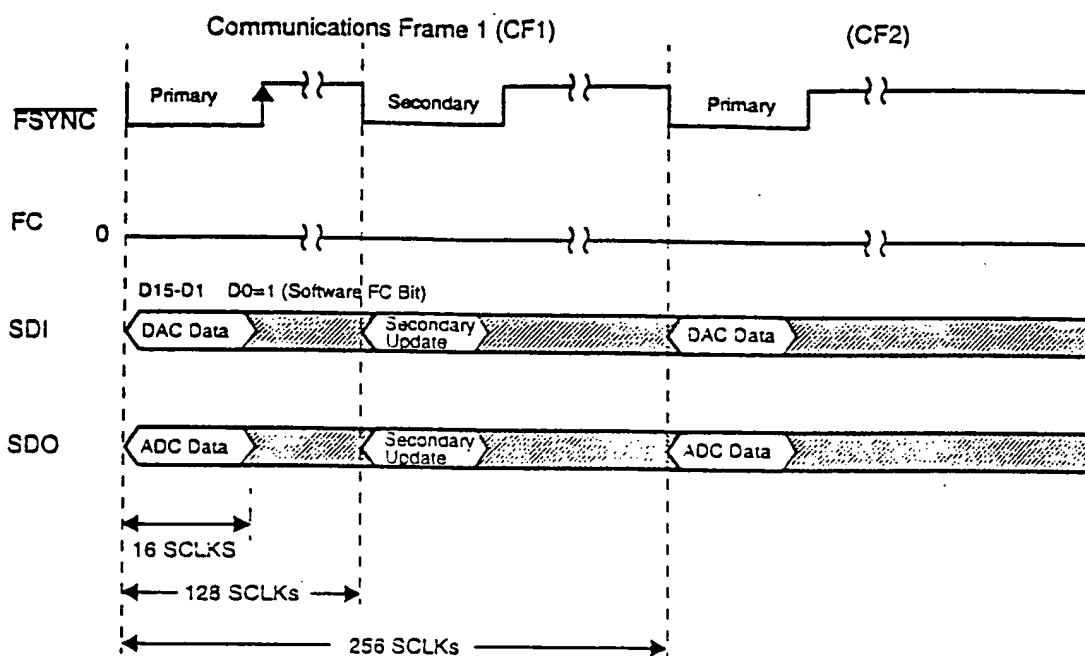 Communications Frame 1 (CF1)
(CF2)
Primary
Secondary
Primary
FSYNC
FC 0
D15-D1 D0=1 (Software FC Bit)
SDI
DAC Data
Secondary
Update
DAC Data
SDO
ADC Data
Secondary
Update
ADC Data
16 SCLKS
128 SCLKs
256 SCLKs